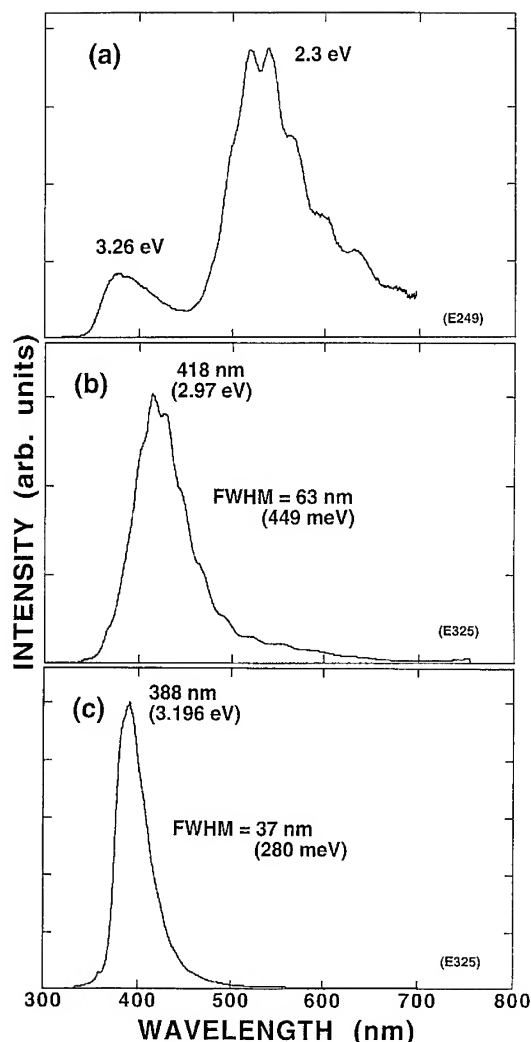 (a)
2.3 eV
3.26 eV
(E249)
(b)
418 nm
(2.97 eV)
FWHM = 63 nm
(449 meV)
(E325)
(c)
388 nm
(3.196 eV)
FWHM = 37 nm
(280 meV)
(E325)
INTENSITY (arb. units)
300 400 500 600 700 800
WAVELENGTH (nm)